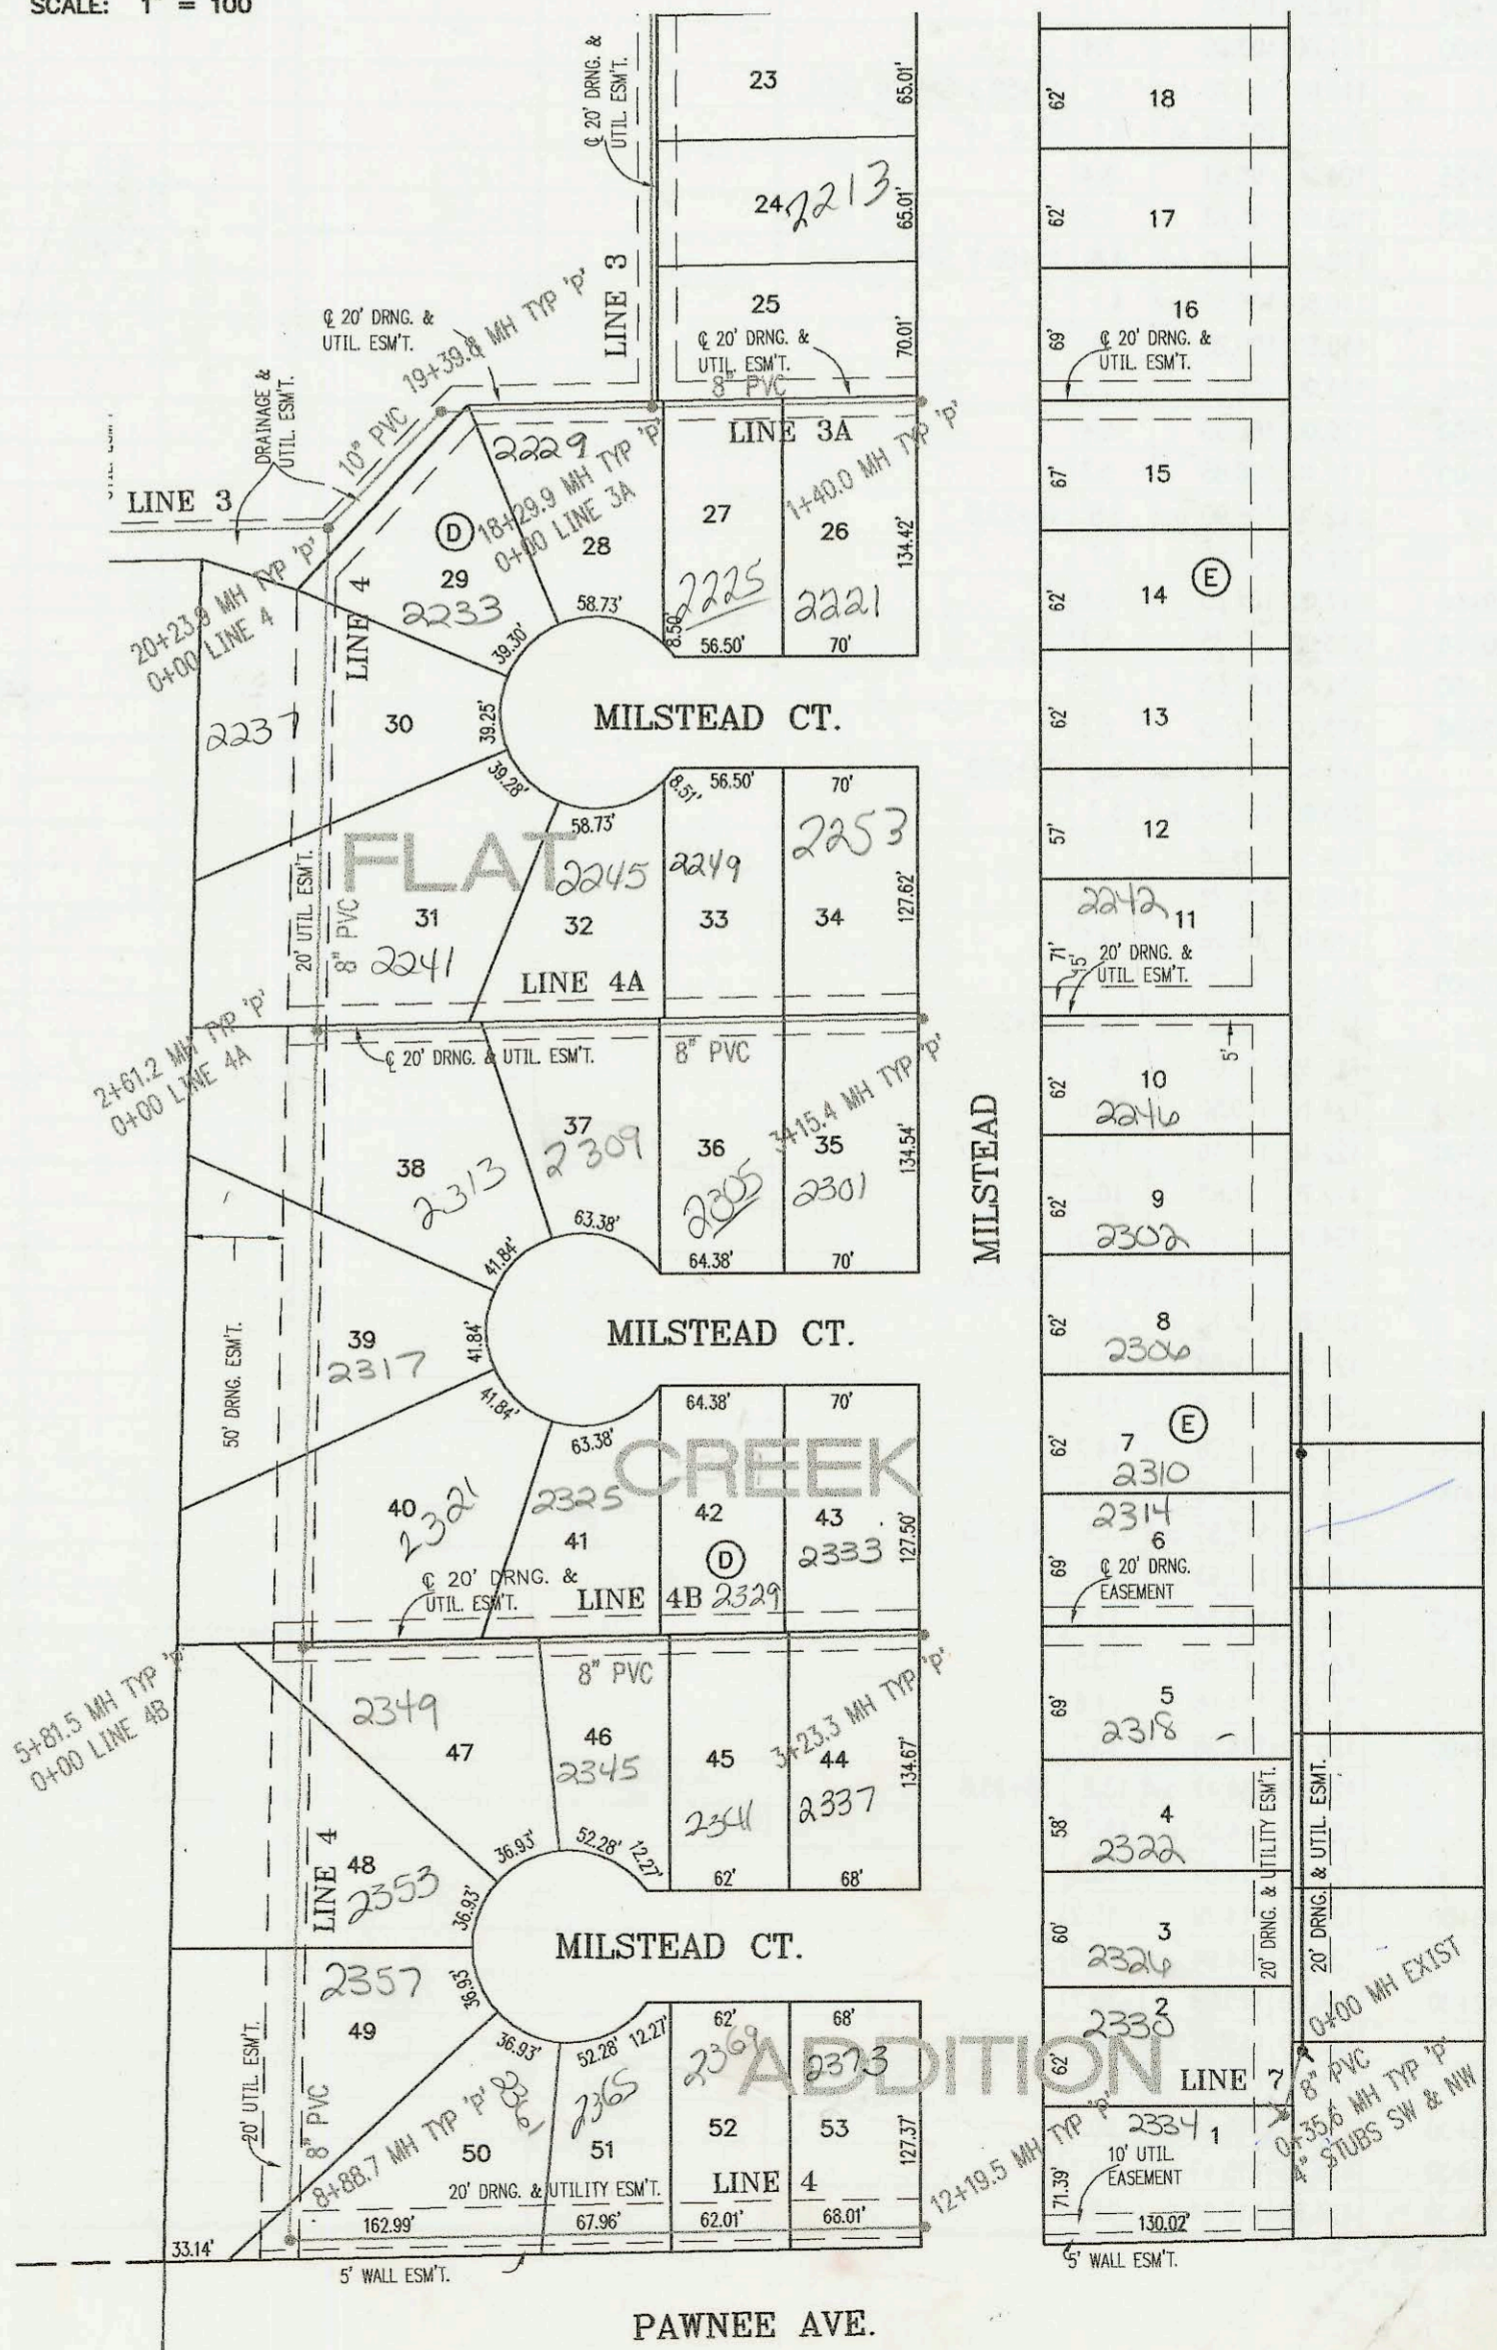 SCALE: 1" = 100'
℄ 20' DRNG. &
UTIL. ESM'T.
23
65.01'
62'
18
24
2213
65.01'
62'
17
LINE 3
25
70.01'
℄ 20' DRNG. &
UTIL. ESM'T.
8" PVC
69'
16
℄ 20' DRNG. &
UTIL. ESM'T.
℄ 20' DRNG. &
UTIL. ESM'T.
19+39.8 MH TYP 'P'
DRAINAGE &
UTIL. ESM'T.
10" PVC
LINE 3
LINE 3A
2229
18+29.9 MH TYP 'P'
0+00 LINE 3A
1+40.0 MH TYP 'P'
D
29
2233
28
27
2225
26
2221
134.42'
58.73'
39.30'
8.50'
56.50'
70'
67'
15
62'
14
E
20+23.9 MH TYP 'P'
0+00 LINE 4
LINE 4
2237
30
39.25'
MILSTEAD CT.
62'
13
39.28'
58.73'
8.51'
56.50'
70'
57'
12
FLAT
20' UTIL ESM'T.
8" PVC
31
2241
2245
32
2249
33
2253
34
127.62'
LINE 4A
2242
11
71'
15'
20' DRNG. &
UTIL. ESM'T.
2+61.2 MH TYP 'P'
0+00 LINE 4A
℄ 20' DRNG. & UTIL. ESM'T.
8" PVC
3+15.4 MH TYP 'P'
5'
62'
10
2246
38
2313
37
2309
36
2305
35
2301
134.54'
MILSTEAD
62'
9
2302
41.84'
63.38'
64.38'
70'
50' DRNG. ESM'T.
39
2317
41.84'
MILSTEAD CT.
62'
8
2306
41.84'
63.38'
64.38'
70'
62'
7
E
2310
CREEK
40
2321
2325
41
42
D
2329
43
2333
127.50'
2314
6
69'
℄ 20' DRNG.
EASEMENT
℄ 20' DRNG. &
UTIL. ESM'T.
LINE 4B
5+81.5 MH TYP 'P'
0+00 LINE 4B
8" PVC
3+23.3 MH TYP 'P'
2349
47
46
2345
45
2341
44
2337
134.67'
69'
5
2318
58'
4
2322
20' DRNG. & UTILITY ESM'T.
20' DRNG. & UTIL. ESMT.
LINE 4
48
2353
36.93'
52.28'
12.27'
62'
68'
36.93'
MILSTEAD CT.
60'
3
2326
2357
49
36.93'
36.93'
52.28'
12.27'
62'
68'
2
62'
0+00 MH EXIST
20' UTIL ESM'T.
8" PVC
8+88.7 MH TYP 'P'
50
2361
2365
51
2369
52
2373
53
127.37'
ADDITION
LINE 7
8" PVC
0+35.6 MH TYP 'P'
4" STUBS SW & NW
12+19.5 MH TYP 'P'
2334
1
71.39'
10' UTIL
EASEMENT
130.02'
20' DRNG. & UTILITY ESM'T.
LINE 4
162.99'
67.96'
62.01'
68.01'
33.14'
5' WALL ESM'T.
5' WALL ESM'T.
PAWNEE AVE.